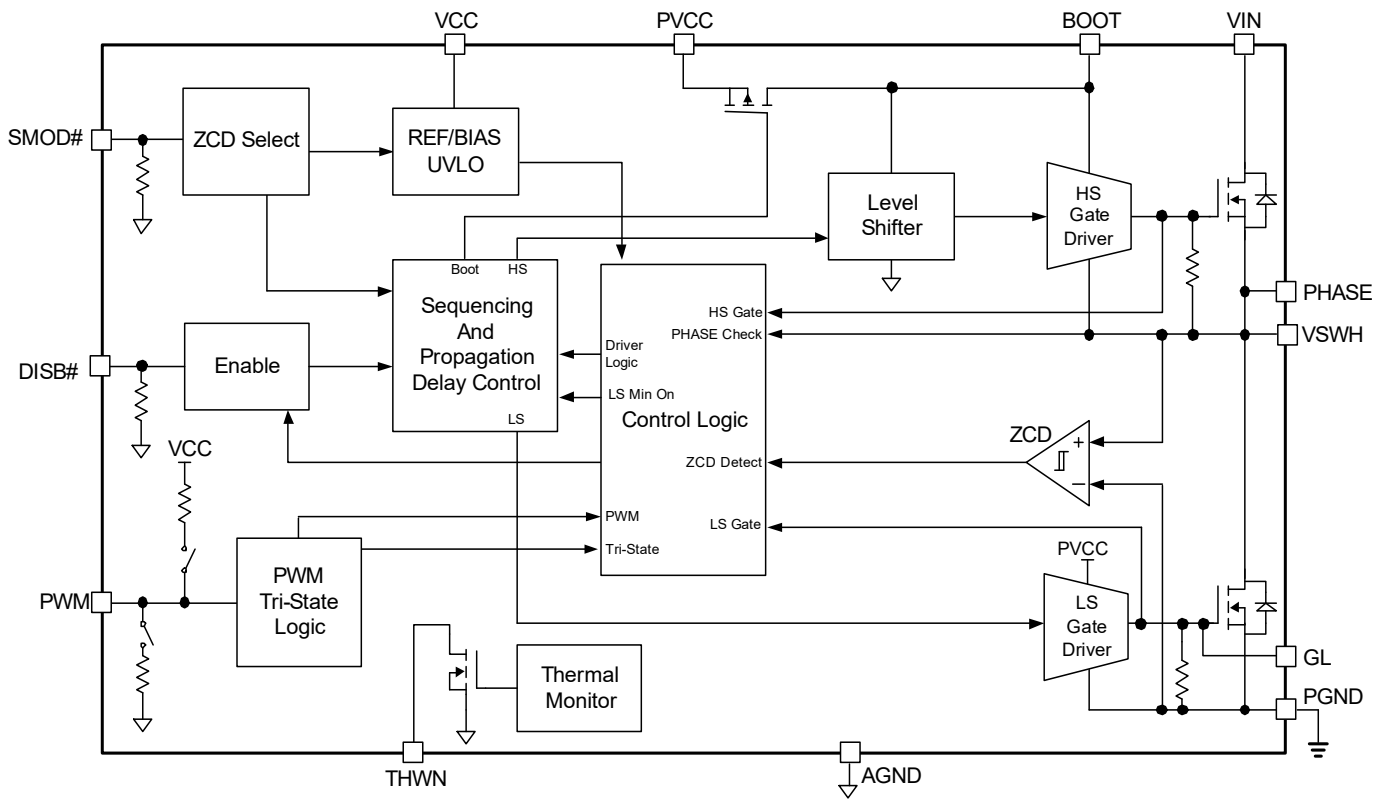 VCC
PVCC
BOOT
VIN
SMOD#
ZCD Select
REF/BIAS
UVLO
Level
Shifter
HS
Gate
Driver
Boot
HS
Sequencing
And
Propagation
Delay Control
LS
HS Gate
PHASE Check
Driver
Logic
LS Min On
Control Logic
ZCD Detect
LS Gate
PWM
Tri-State
PHASE
VSWH
DISB#
Enable
VCC
ZCD
+
−
PWM
PWM
Tri-State
Logic
PVCC
LS
Gate
Driver
GL
PGND
Thermal
Monitor
THWN
AGND